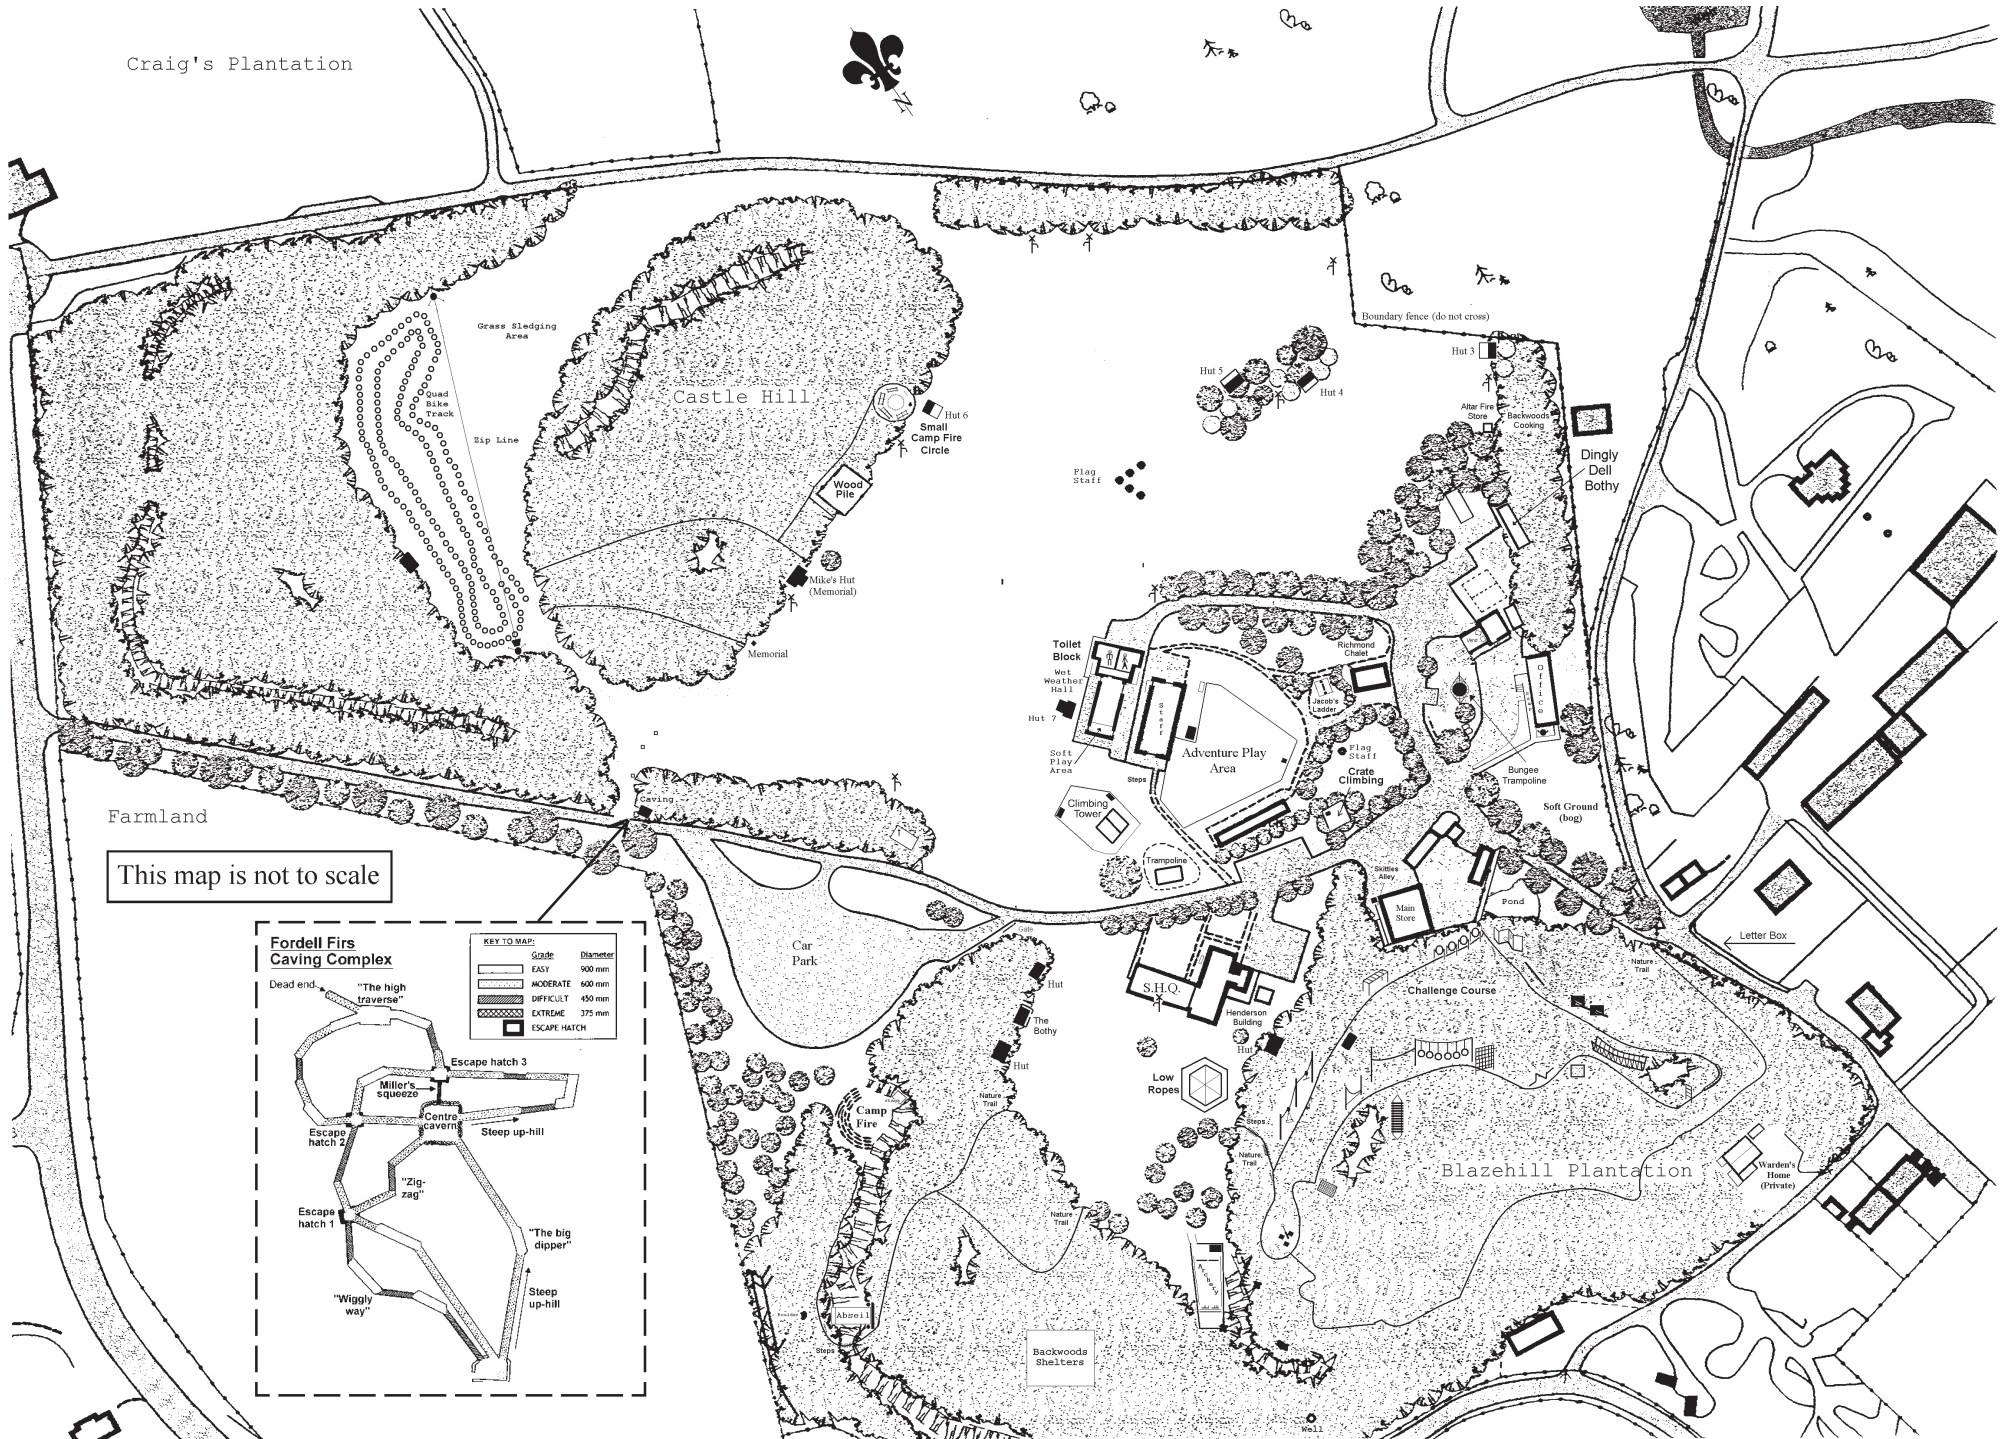 Craig's Plantation
N
Grass Sledging
Area
Quad
Bike
Track
Zip Line
Castle Hill
Hut 6
Small
Camp Fire
Circle
Wood
Pile
Mike's Hut
(Memorial)
Memorial
Boundary fence (do not cross)
Hut 3
Hut 5
Hut 4
Altar Fire
Store
Backwoods
Cooking
Dingly
Dell
Bothy
Flag
Staff
Toilet
Block
Wet
Weather
Hall
Hut 7
Soft
Play
Area
Staff
Steps
Adventure Play
Area
Richmond
Chalet
Jacob's
Ladder
Flag
Staff
Crate
Climbing
Office
Bungee
Trampoline
Soft Ground
(bog)
Climbing
Tower
Trampoline
Skittles
Alley
Main
Store
Pond
Letter Box
Nature
Trail
Caving
Farmland
This map is not to scale
Car
Park
Gate
Hut
The
Bothy
Hut
S.H.Q.
Henderson
Building
Hut
Challenge Course
Low
Ropes
Nature
Trail
Camp
Fire
Steps
Nature
Trail
Nature
Trail
Blazehill Plantation
Warden's
Home
(Private)
Archery
Abseil
Steps
Backwoods
Shelters
Well
Fordell Firs
Caving Complex
KEY TO MAP:
Grade Diameter
EASY 900 mm
MODERATE 600 mm
DIFFICULT 450 mm
EXTREME 375 mm
ESCAPE HATCH
Dead end
"The high
traverse"
Escape hatch 3
Miller's
squeeze
Centre
cavern
Escape
hatch 2
Steep up-hill
"Zig-
zag"
Escape
hatch 1
"The big
dipper"
"Wiggly
way"
Steep
up-hill